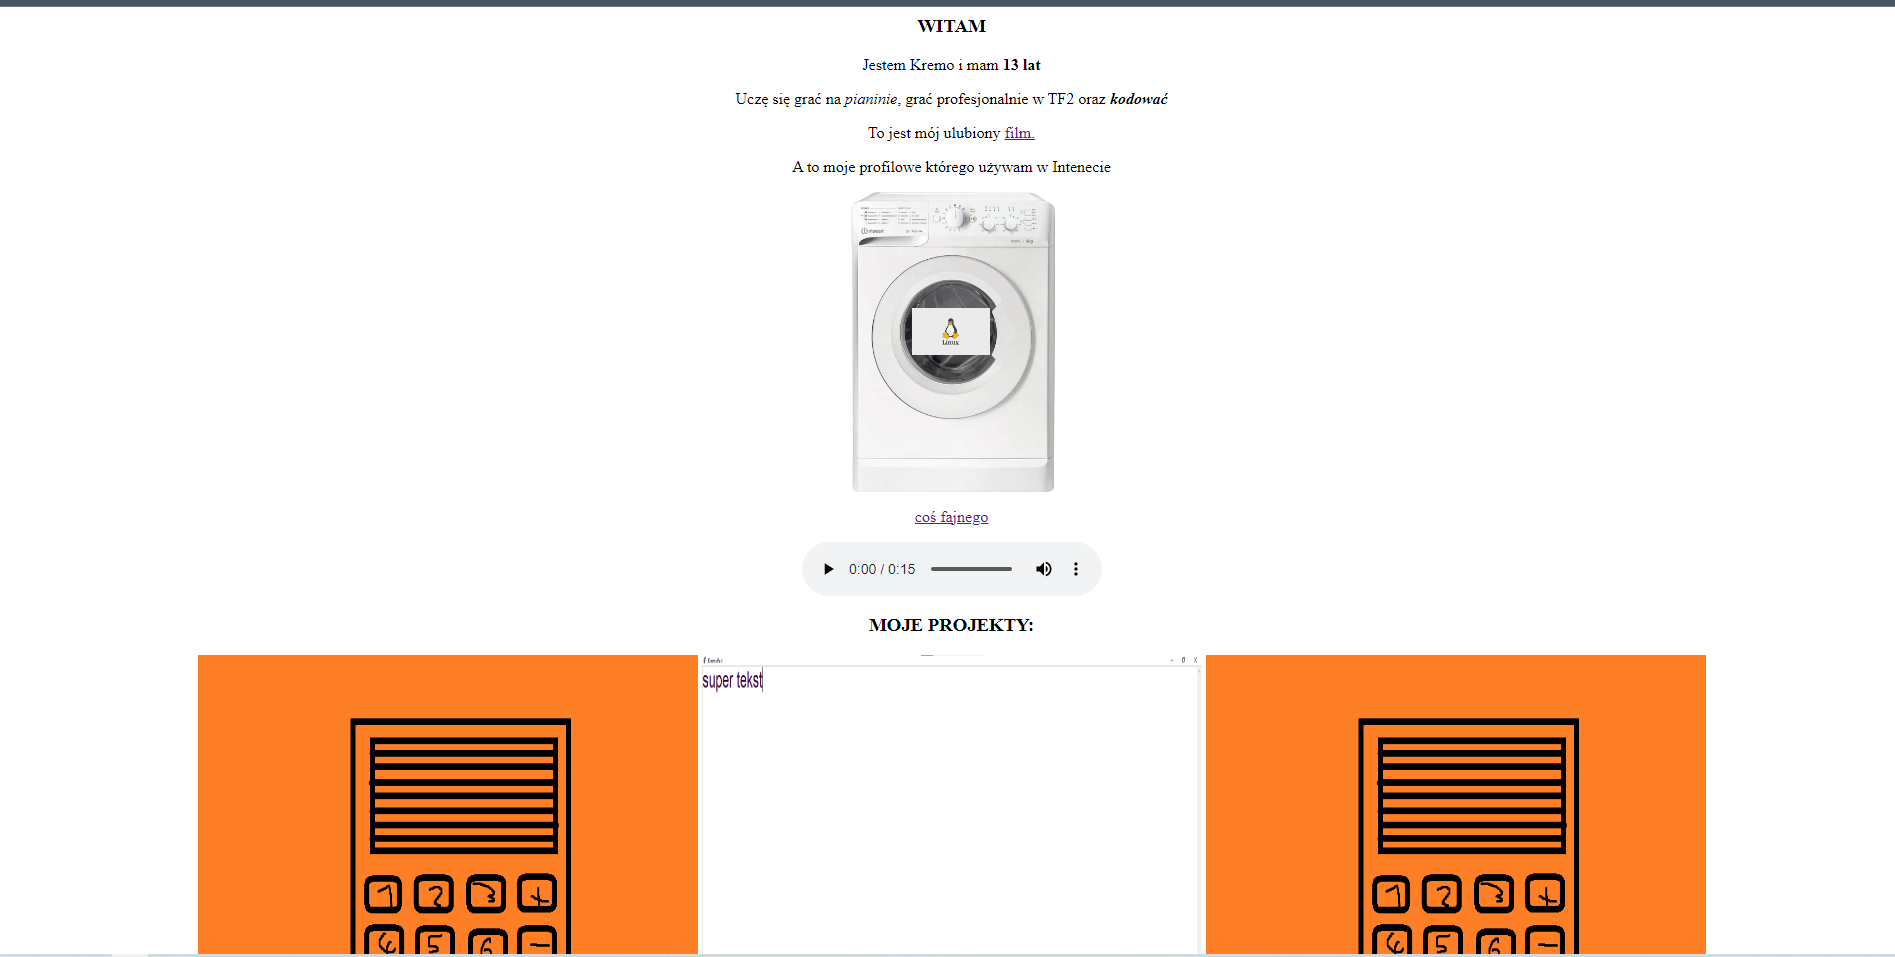 WITAM
Jestem Kremo i mam 13 lat
Uczę się grać na pianinie, grać profesjonalnie w TF2 oraz kodować
To jest mój ulubiony film.
A to moje profilowe którego używam w Intenecie
INDESIT
Linux
coś fajnego
0:00 / 0:15
MOJE PROJEKTY:
super tekst
1 2 3 +
4 5 6 −
1 2 3 +
4 5 6 −